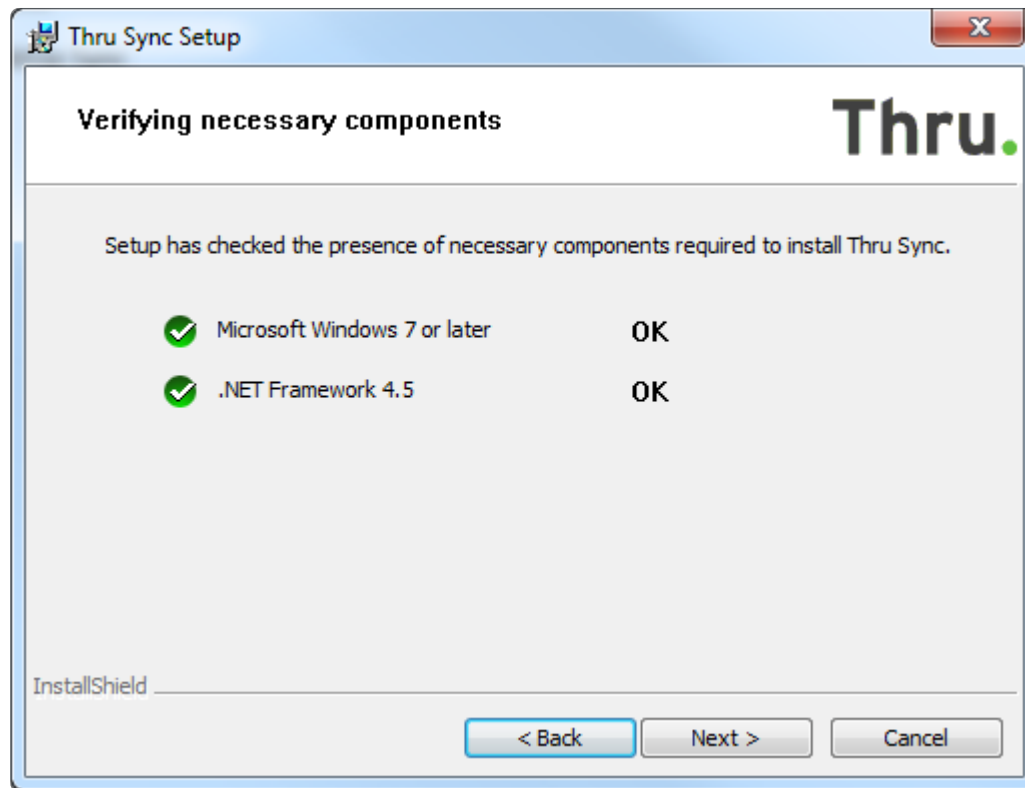 Thru Sync Setup
Verifying necessary components
Thru.
Setup has checked the presence of necessary components required to install Thru Sync.
Microsoft Windows 7 or later OK
.NET Framework 4.5 OK
InstallShield
< Back Next > Cancel